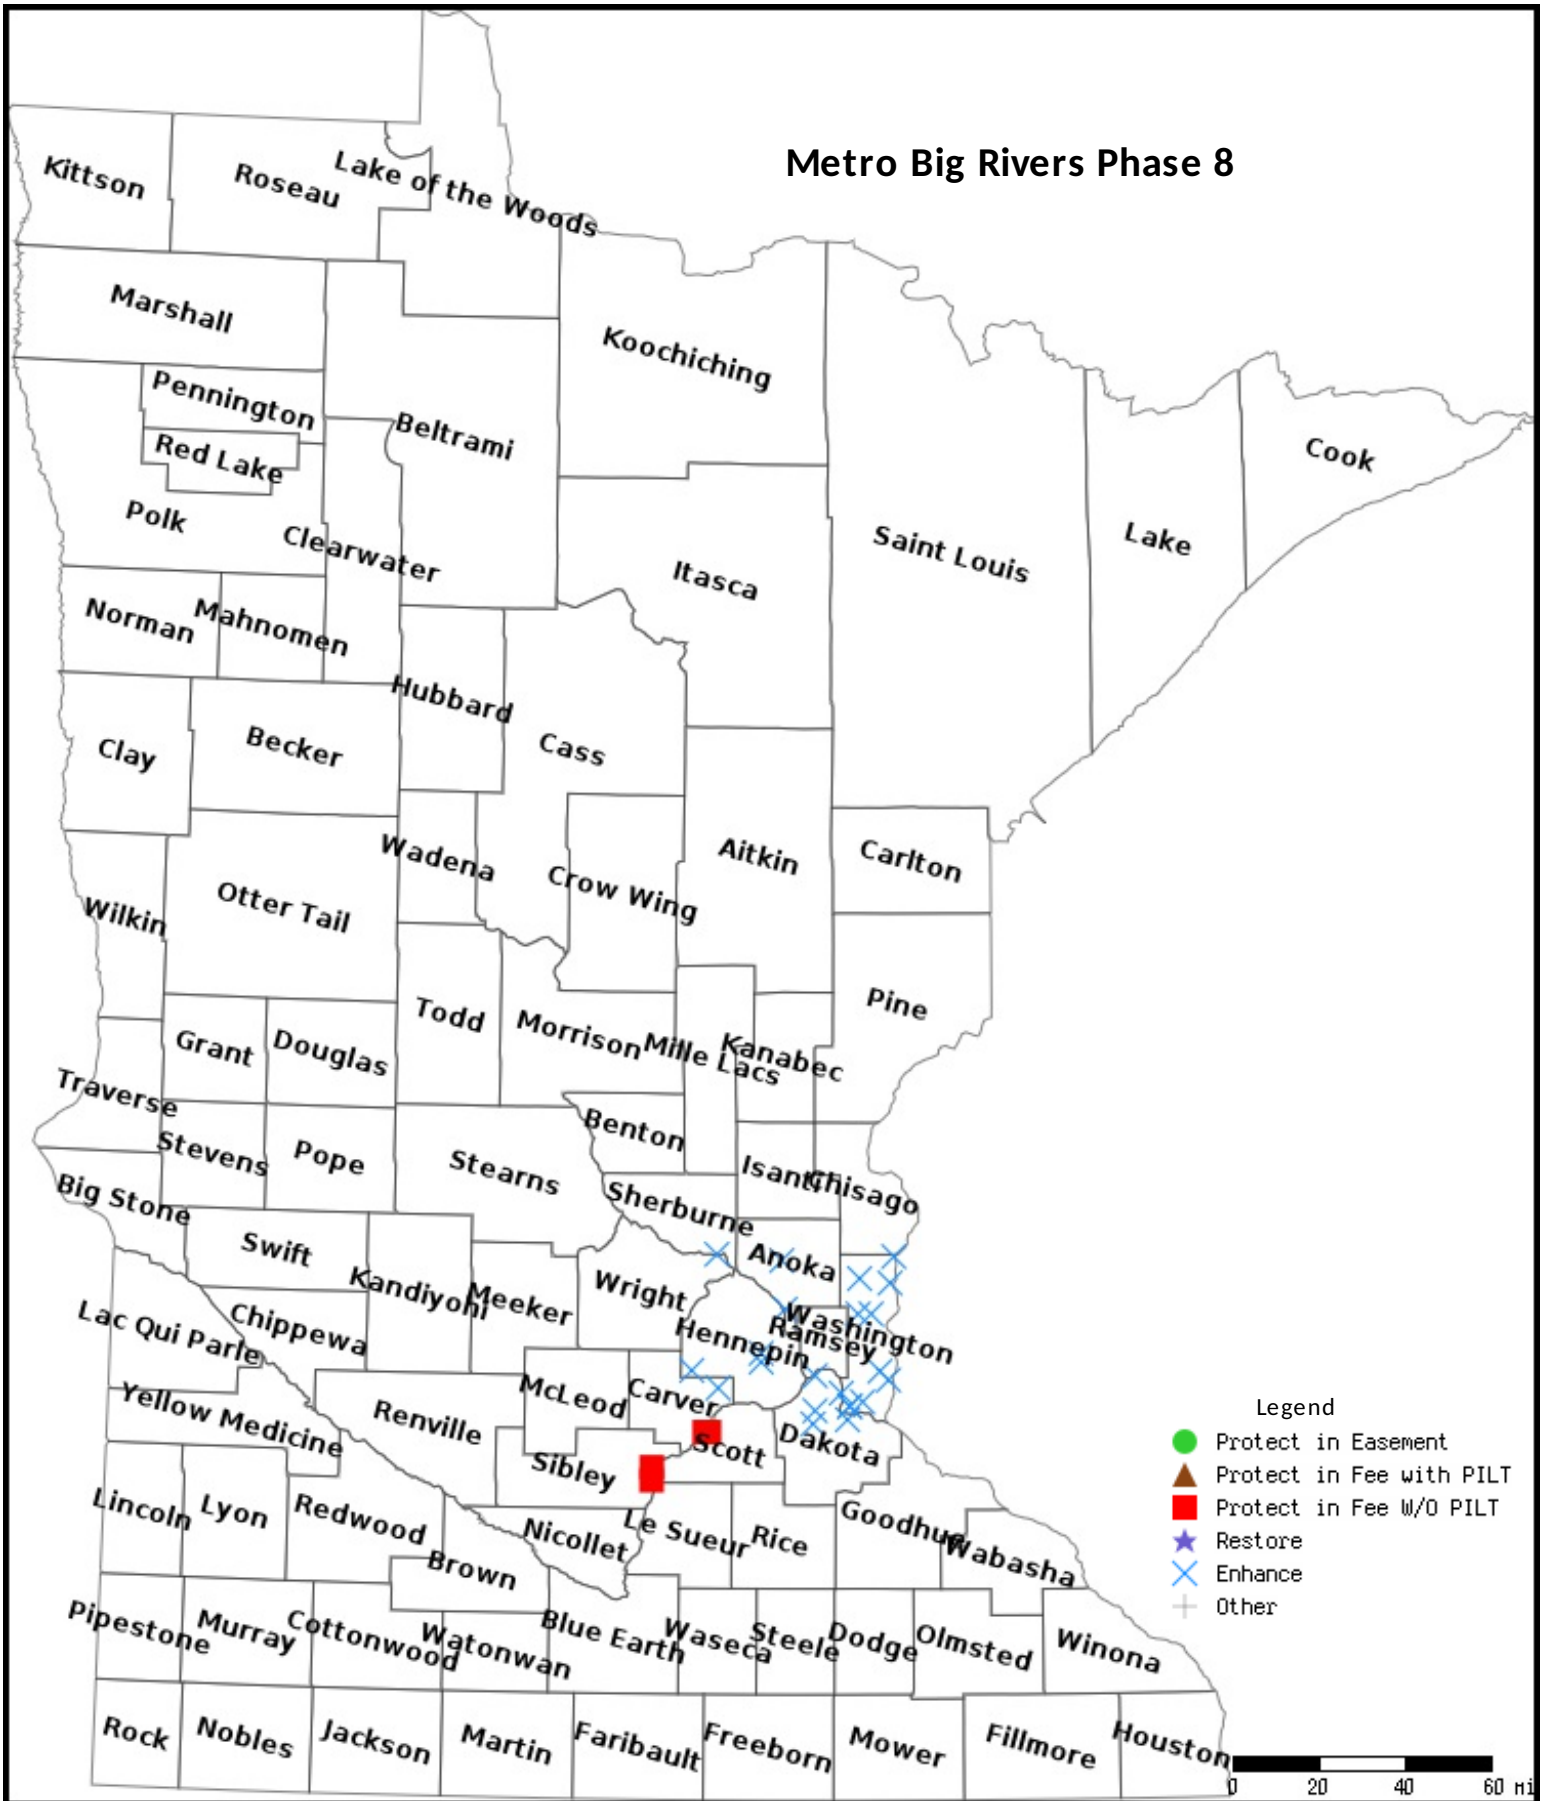 Metro Big Rivers Phase 8
Kittson
Roseau
Lake of the Woods
Marshall
Koochiching
Pennington
Beltrami
Red Lake
Cook
Polk
Clearwater
Saint Louis
Lake
Itasca
Norman
Mahnomen
Hubbard
Clay
Becker
Cass
Wadena
Aitkin
Carlton
Crow Wing
Otter Tail
Wilkin
Pine
Todd
Morrison
Mille Lacs
Kanabec
Grant
Douglas
Traverse
Benton
Stevens
Pope
Stearns
Isanti
Chisago
Big Stone
Sherburne
Swift
Anoka
Kandiyohi
Meeker
Wright
Lac Qui Parle
Chippewa
Washington
Ramsey
Hennepin
Yellow Medicine
Renville
McLeod
Carver
Legend
Protect in Easement
Protect in Fee with PILT
Protect in Fee W/O PILT
Restore
Enhance
Other
Scott
Dakota
Sibley
Lincoln
Lyon
Redwood
Nicollet
Le Sueur
Rice
Goodhue
Wabasha
Brown
Pipestone
Murray
Cottonwood
Watonwan
Blue Earth
Waseca
Steele
Dodge
Olmsted
Winona
Rock
Nobles
Jackson
Martin
Faribault
Freeborn
Mower
Fillmore
Houston
0 20 40 60 Mi